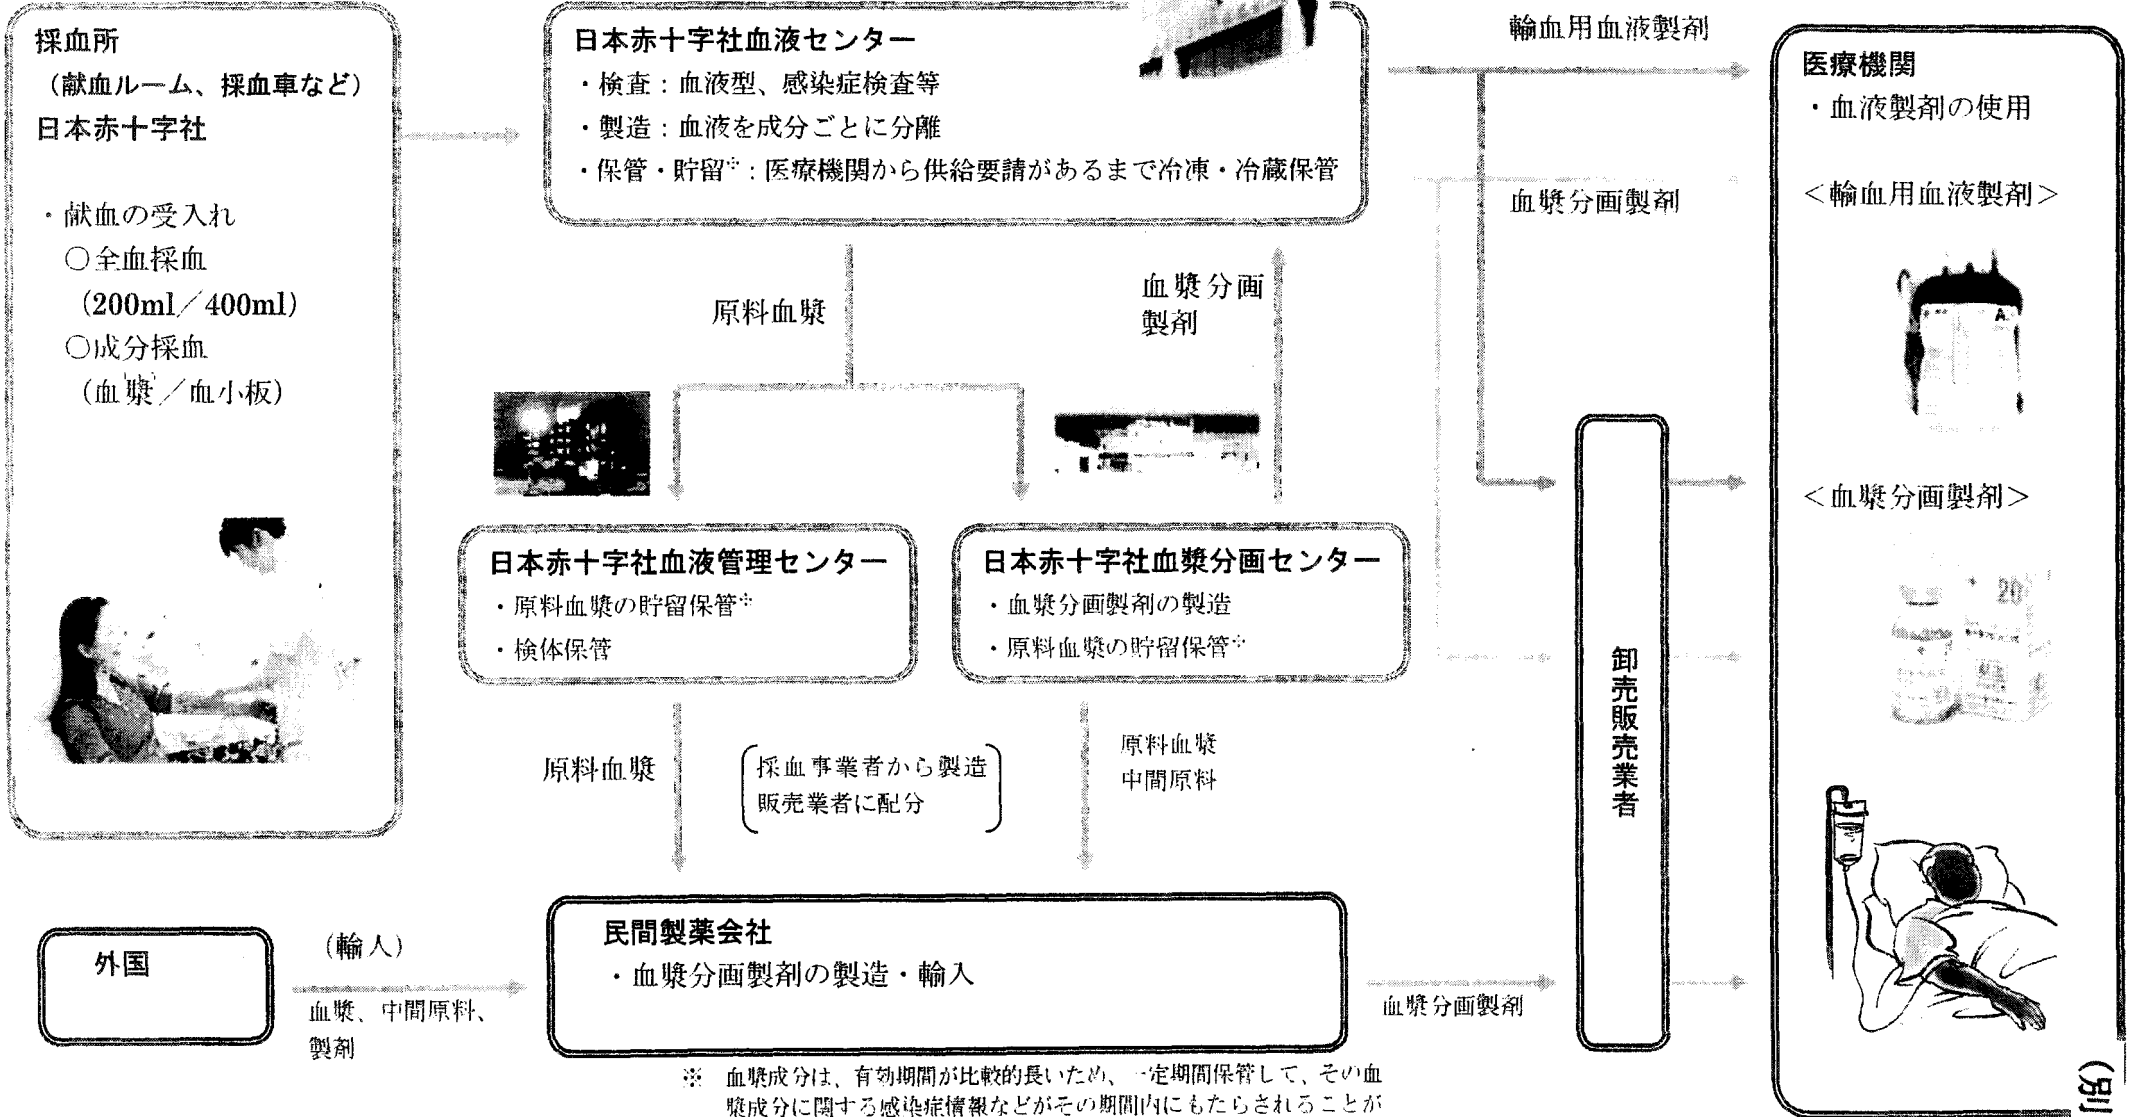 採血所
（献血ルーム、採血車など）
日本赤十字社
・献血の受入れ
○全血採血
（200ml／400ml）
○成分採血
（血漿／血小板）
日本赤十字社血液センター
・検査：血液型、感染症検査等
・製造：血液を成分ごとに分離
・保管・貯留※：医療機関から供給要請があるまで冷凍・冷蔵保管
原料血漿
血漿分画
製剤
輸血用血液製剤
血漿分画製剤
日本赤十字社血液管理センター
・原料血漿の貯留保管※
・検体保管
日本赤十字社血漿分画センター
・血漿分画製剤の製造
・原料血漿の貯留保管※
原料血漿
採血事業者から製造
販売業者に配分
原料血漿
中間原料
外国
（輸入）
血漿、中間原料、
製剤
民間製薬会社
・血漿分画製剤の製造・輸入
血漿分画製剤
卸売販売業者
医療機関
・血液製剤の使用
＜輸血用血液製剤＞
A
＜血漿分画製剤＞
20
※　血漿成分は、有効期間が比較的長いため、一定期間保管して、その血
漿成分に関する感染症情報などがその期間内にもたらされることが
（別